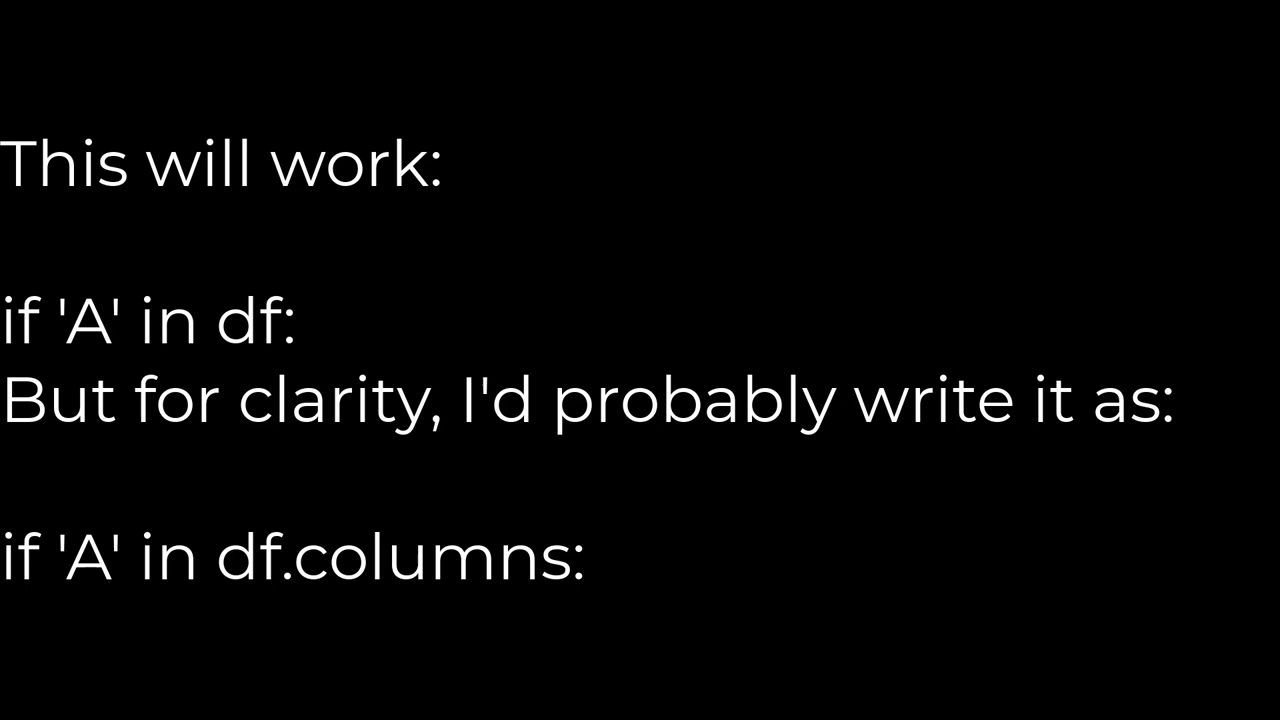 This will work:
if 'A' in df:
But for clarity, I'd probably write it as:
if 'A' in df.columns: